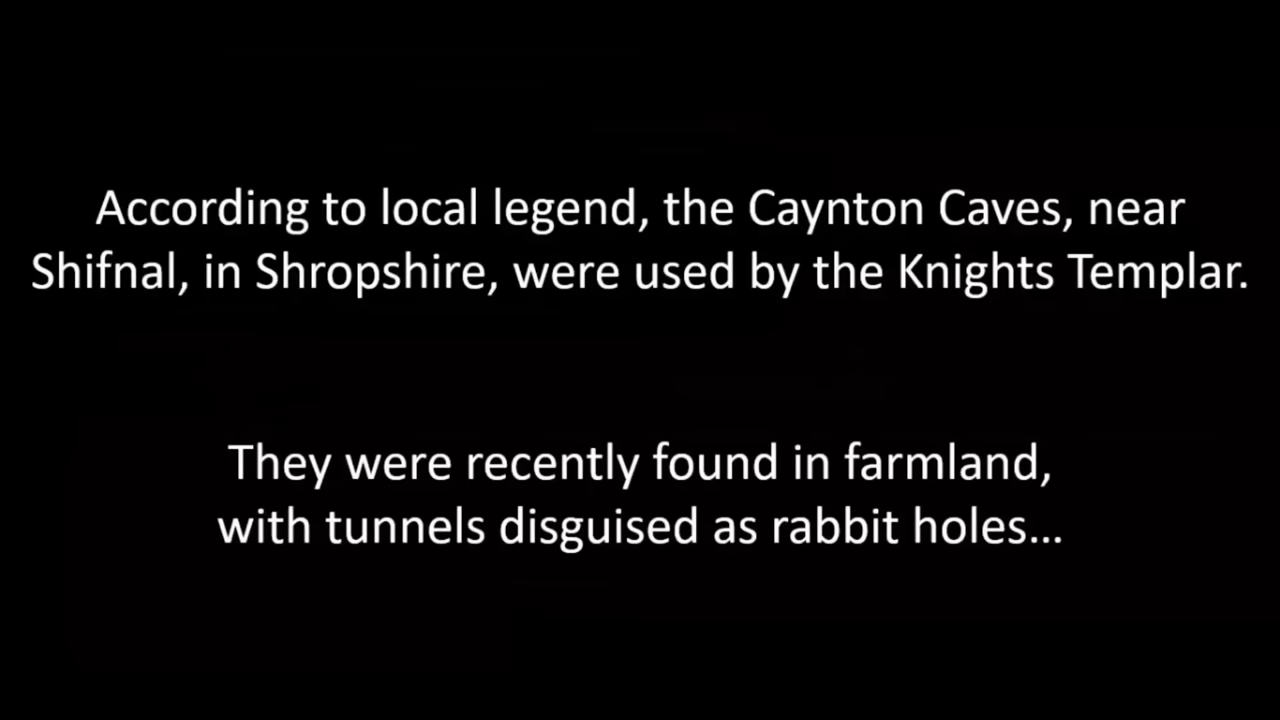 According to local legend, the Caynton Caves, near
Shifnal, in Shropshire, were used by the Knights Templar.
They were recently found in farmland,
with tunnels disguised as rabbit holes...